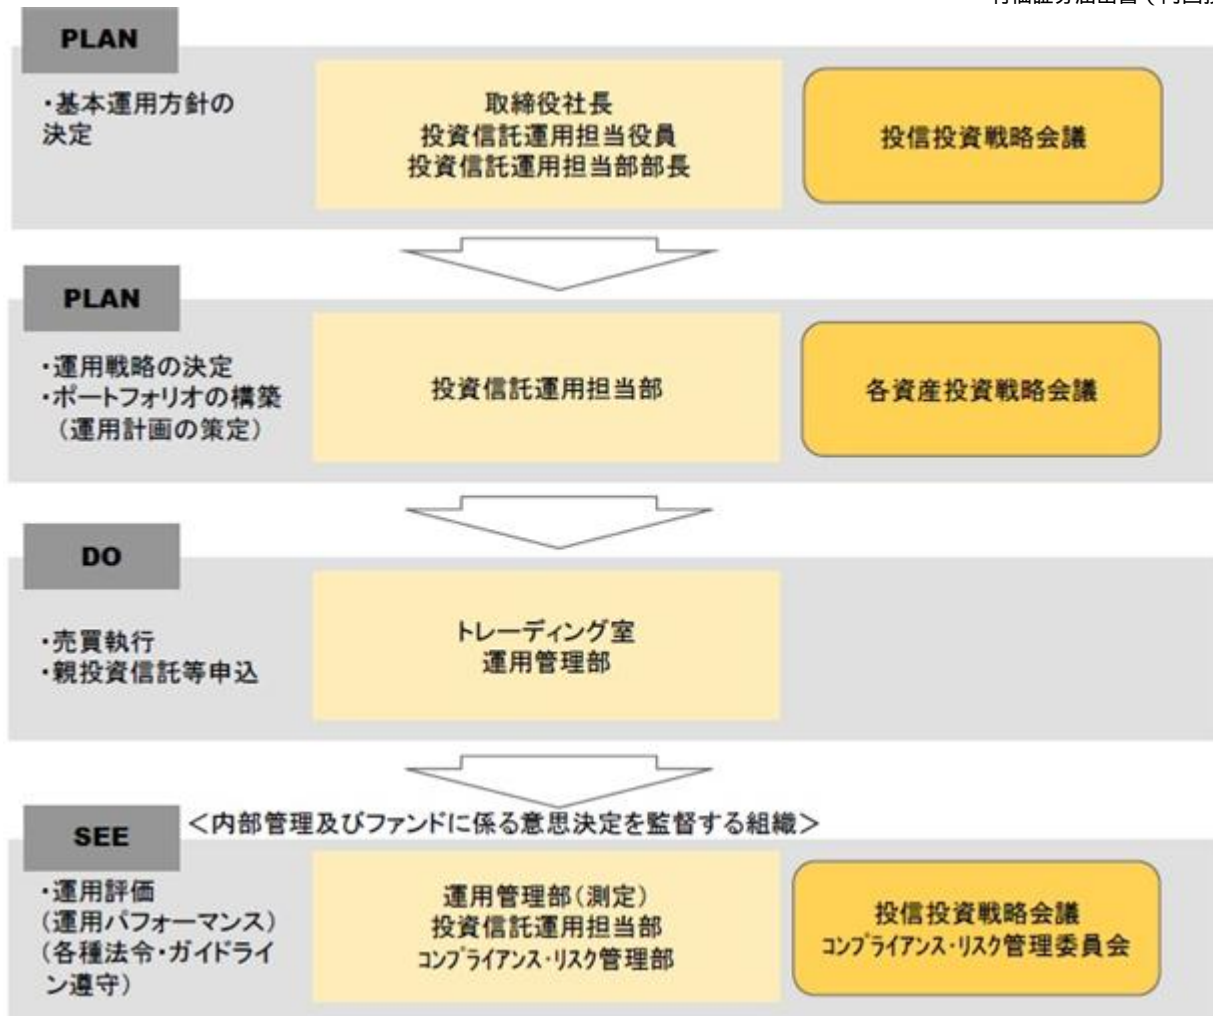 PLAN
・基本運用方針の
決定
取締役社長
投資信託運用担当役員
投資信託運用担当部部長
投信投資戦略会議
PLAN
・運用戦略の決定
・ポートフォリオの構築
（運用計画の策定）
投資信託運用担当部
各資産投資戦略会議
DO
・売買執行
・親投資信託等申込
トレーディング室
運用管理部
SEE
＜内部管理及びファンドに係る意思決定を監督する組織＞
・運用評価
（運用パフォーマンス）
（各種法令・ガイドライ
ン遵守）
運用管理部（測定）
投資信託運用担当部
コンプライアンス・リスク管理部
投信投資戦略会議
コンプライアンス・リスク管理委員会